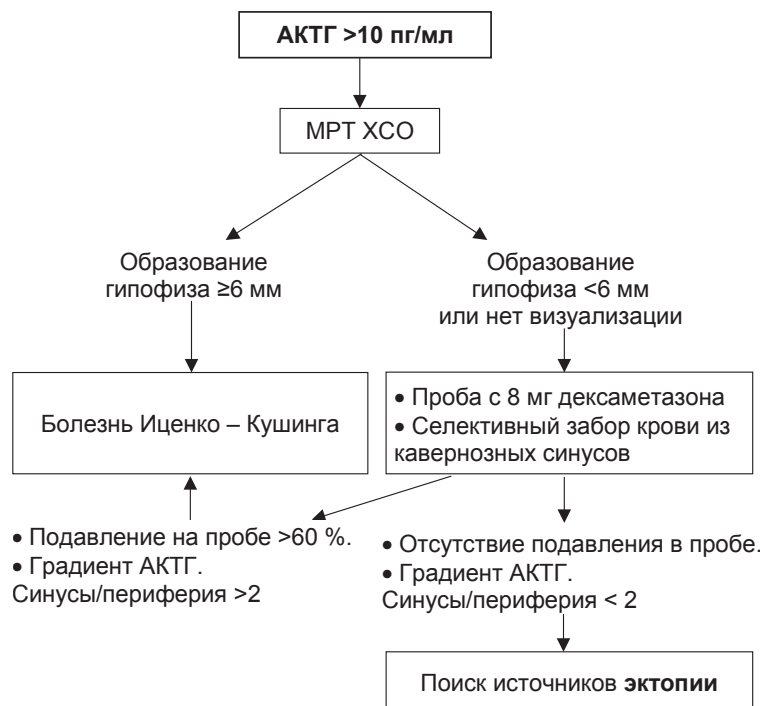 АКТГ >10 пг/мл
МРТ ХСО
Образование
гипофиза ≥6 мм
Образование
гипофиза <6 мм
или нет визуализации
Болезнь Иценко – Кушинга
• Проба с 8 мг дексаметазона
• Селективный забор крови из
кавернозных синусов
• Подавление на пробе >60 %.
• Градиент АКТГ.
Синусы/периферия >2
• Отсутствие подавления в пробе.
• Градиент АКТГ.
Синусы/периферия < 2
Поиск источников эктопии